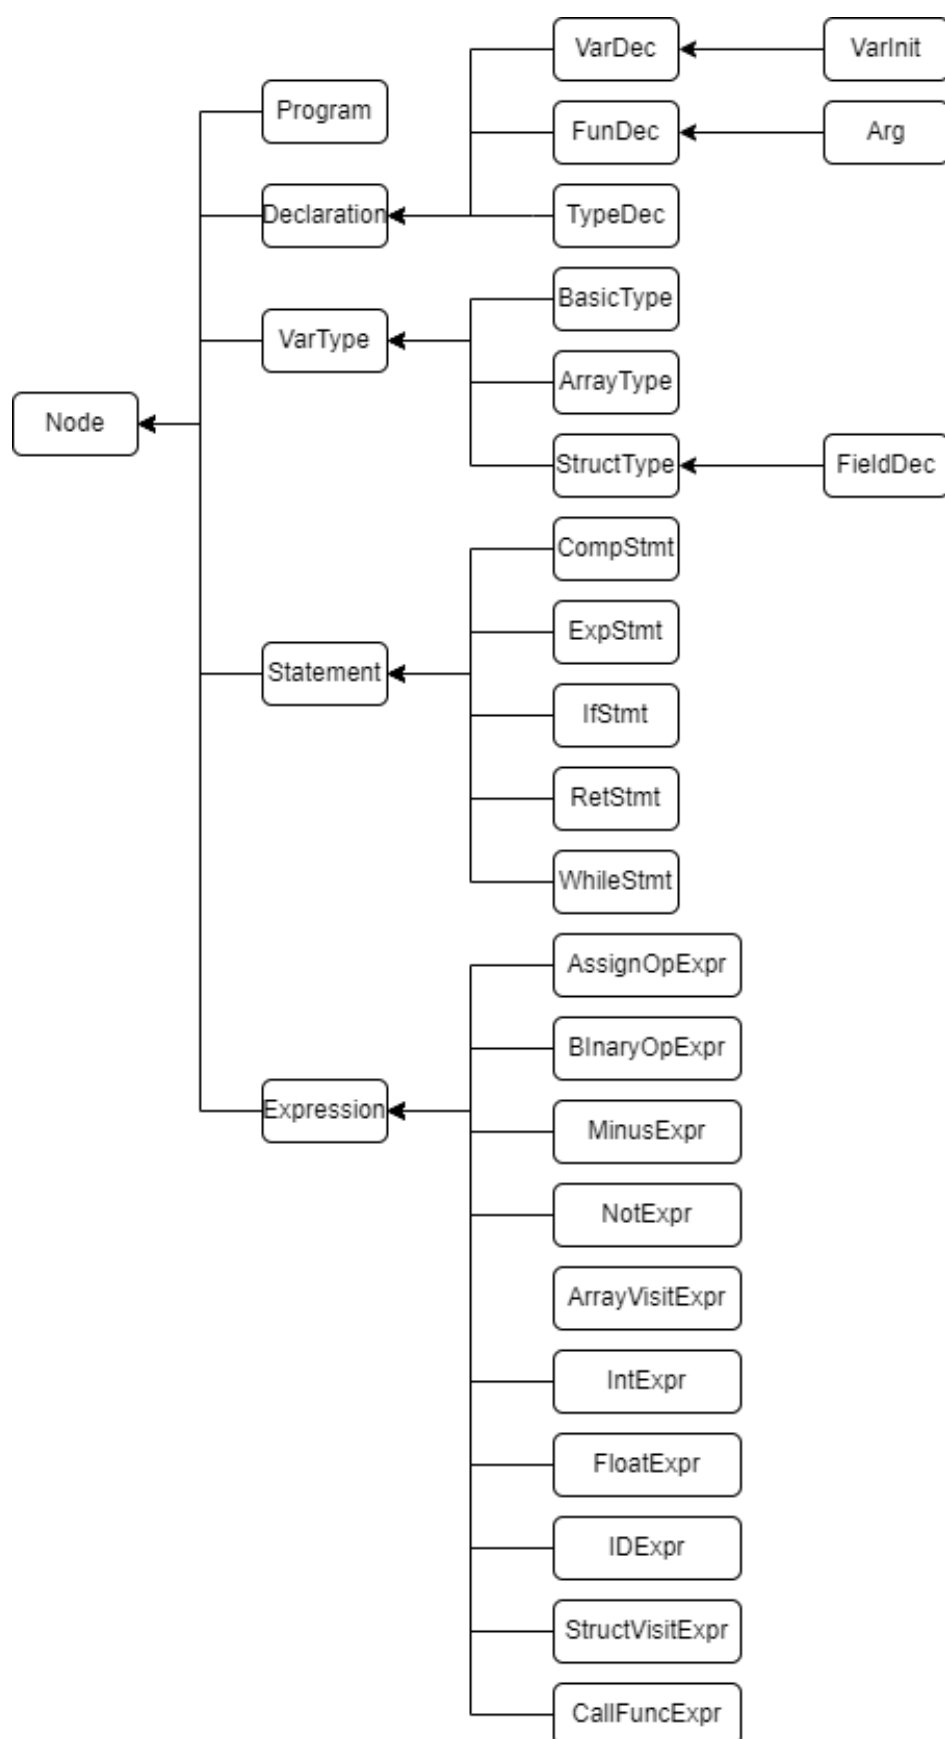 VarDec
VarInit
Program
FunDec
Arg
Declaration
TypeDec
BasicType
VarType
ArrayType
Node
StructType
FieldDec
CompStmt
ExpStmt
Statement
IfStmt
RetStmt
WhileStmt
AssignOpExpr
BInaryOpExpr
Expression
MinusExpr
NotExpr
ArrayVisitExpr
IntExpr
FloatExpr
IDExpr
StructVisitExpr
CallFuncExpr